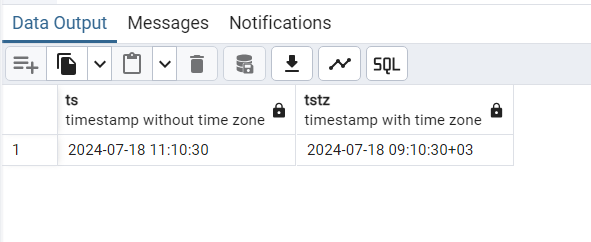 Data Output Messages Notifications
SQL
ts tstz
timestamp without time zone timestamp with time zone
1 2024-07-18 11:10:30 2024-07-18 09:10:30+03